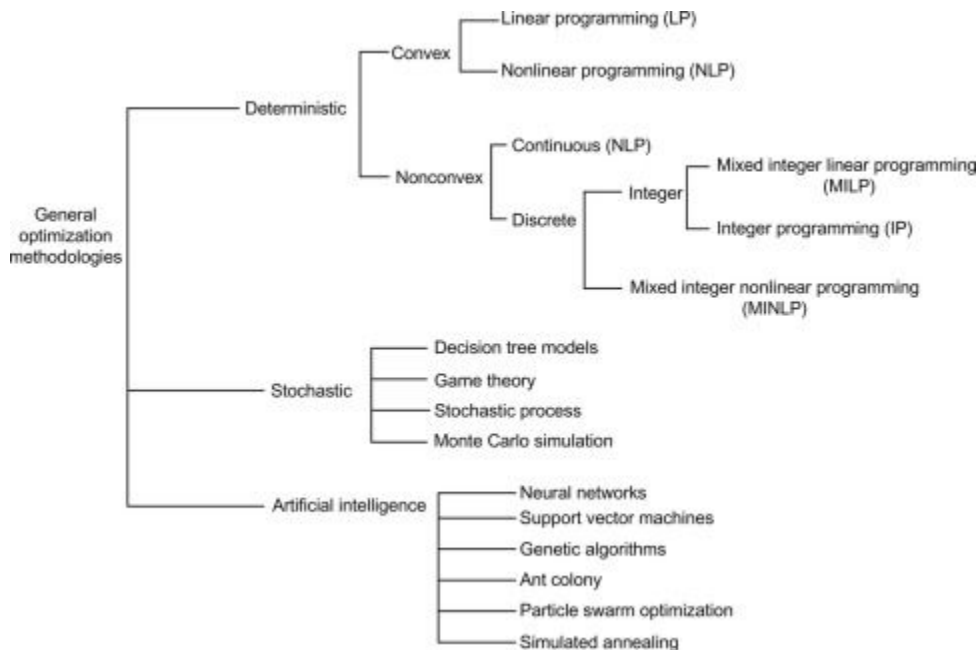 Linear programming (LP)
Convex
Nonlinear programming (NLP)
Deterministic
Continuous (NLP)
Nonconvex
Mixed integer linear programming
(MILP)
Integer
Discrete
Integer programming (IP)
Mixed integer nonlinear programming
(MINLP)
General
optimization
methodologies
Decision tree models
Game theory
Stochastic
Stochastic process
Monte Carlo simulation
Neural networks
Artificial intelligence
Support vector machines
Genetic algorithms
Ant colony
Particle swarm optimization
Simulated annealing